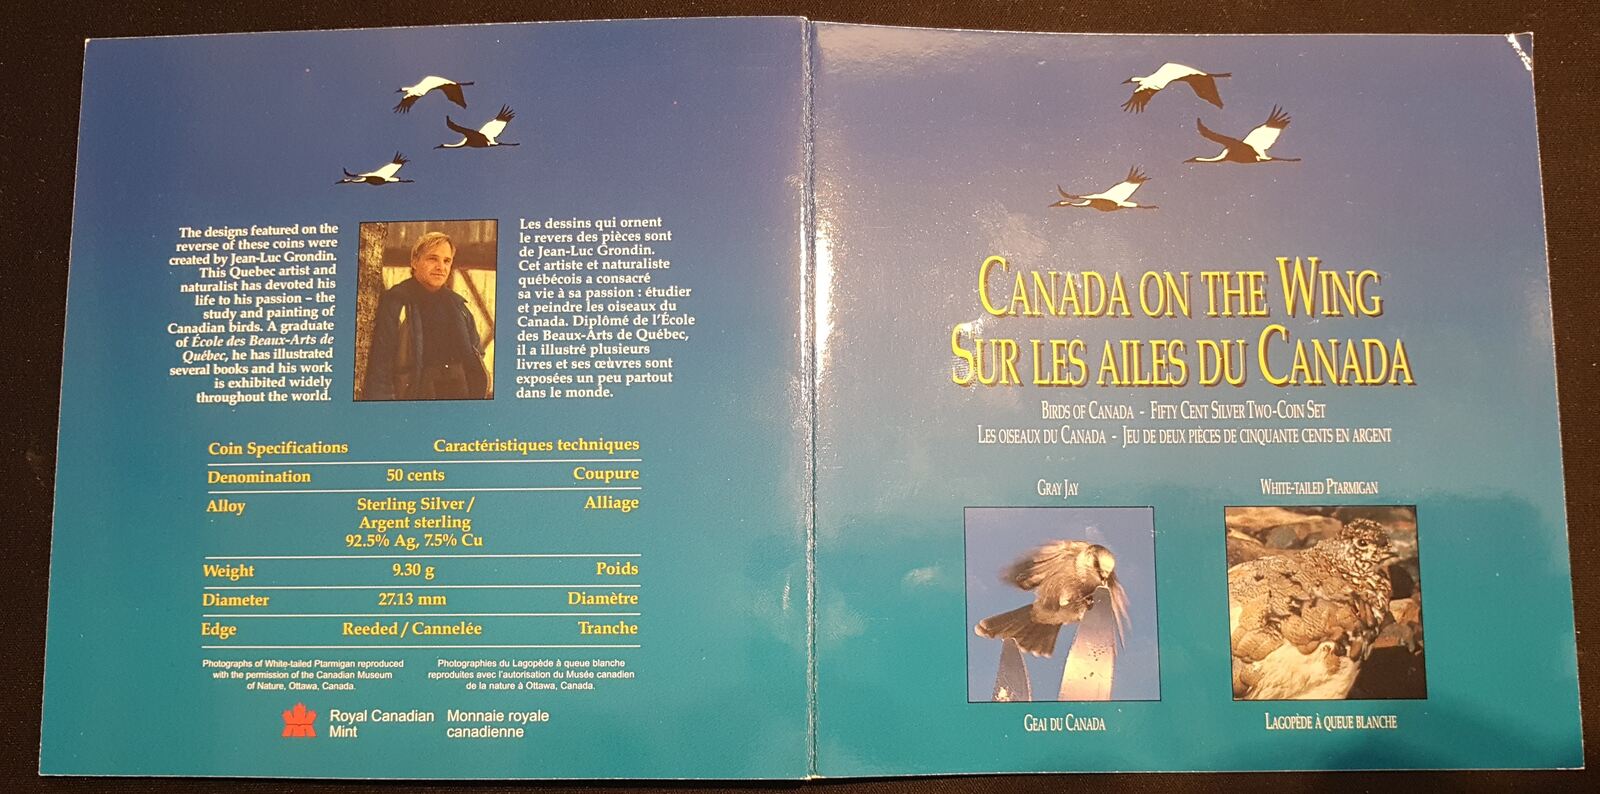 The designs featured on the
reverse of these coins were
created by Jean-Luc Grondin.
This Quebec artist and
naturalist has devoted his
life to his passion – the
study and painting of
Canadian birds. A graduate
of École des Beaux-Arts de
Québec, he has illustrated
several books and his work
is exhibited widely
throughout the world.
Les dessins qui ornent
le revers des pièces sont
de Jean-Luc Grondin.
Cet artiste et naturaliste
québécois a consacré
sa vie à sa passion : étudier
et peindre les oiseaux du
Canada. Diplômé de l'École
des Beaux-Arts de Québec,
il a illustré plusieurs
livres et ses œuvres sont
exposées un peu partout
dans le monde.
Coin Specifications Caractéristiques techniques
Denomination 50 cents Coupure
Alloy Sterling Silver / Alliage
Argent sterling
92.5% Ag, 7.5% Cu
Weight 9.30 g Poids
Diameter 27.13 mm Diamètre
Edge Reeded / Cannelée Tranche
Photographs of White-tailed Ptarmigan reproduced
with the permission of the Canadian Museum
of Nature, Ottawa, Canada.
Photographies du Lagopède à queue blanche
reproduites avec l'autorisation du Musée canadien
de la nature à Ottawa, Canada.
Royal Canadian
Mint
Monnaie royale
canadienne
CANADA ON THE WING
SUR LES AILES DU CANADA
BIRDS OF CANADA - FIFTY CENT SILVER TWO-COIN SET
LES OISEAUX DU CANADA - JEU DE DEUX PIÈCES DE CINQUANTE CENTS EN ARGENT
GRAY JAY
WHITE-TAILED PTARMIGAN
GEAI DU CANADA
LAGOPÈDE À QUEUE BLANCHE